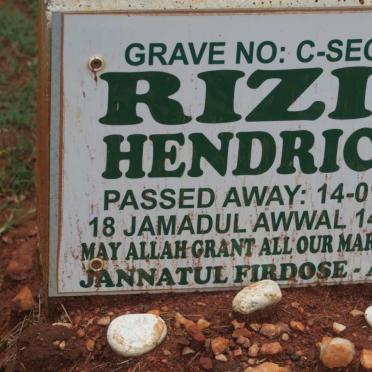 GRAVE NO: C-SEC
RIZI
HENDRIC
PASSED AWAY: 14-0
18 JAMADUL AWWAL 14
MAY ALLAH GRANT ALL OUR MAR
JANNATUL FIRDOSE - A